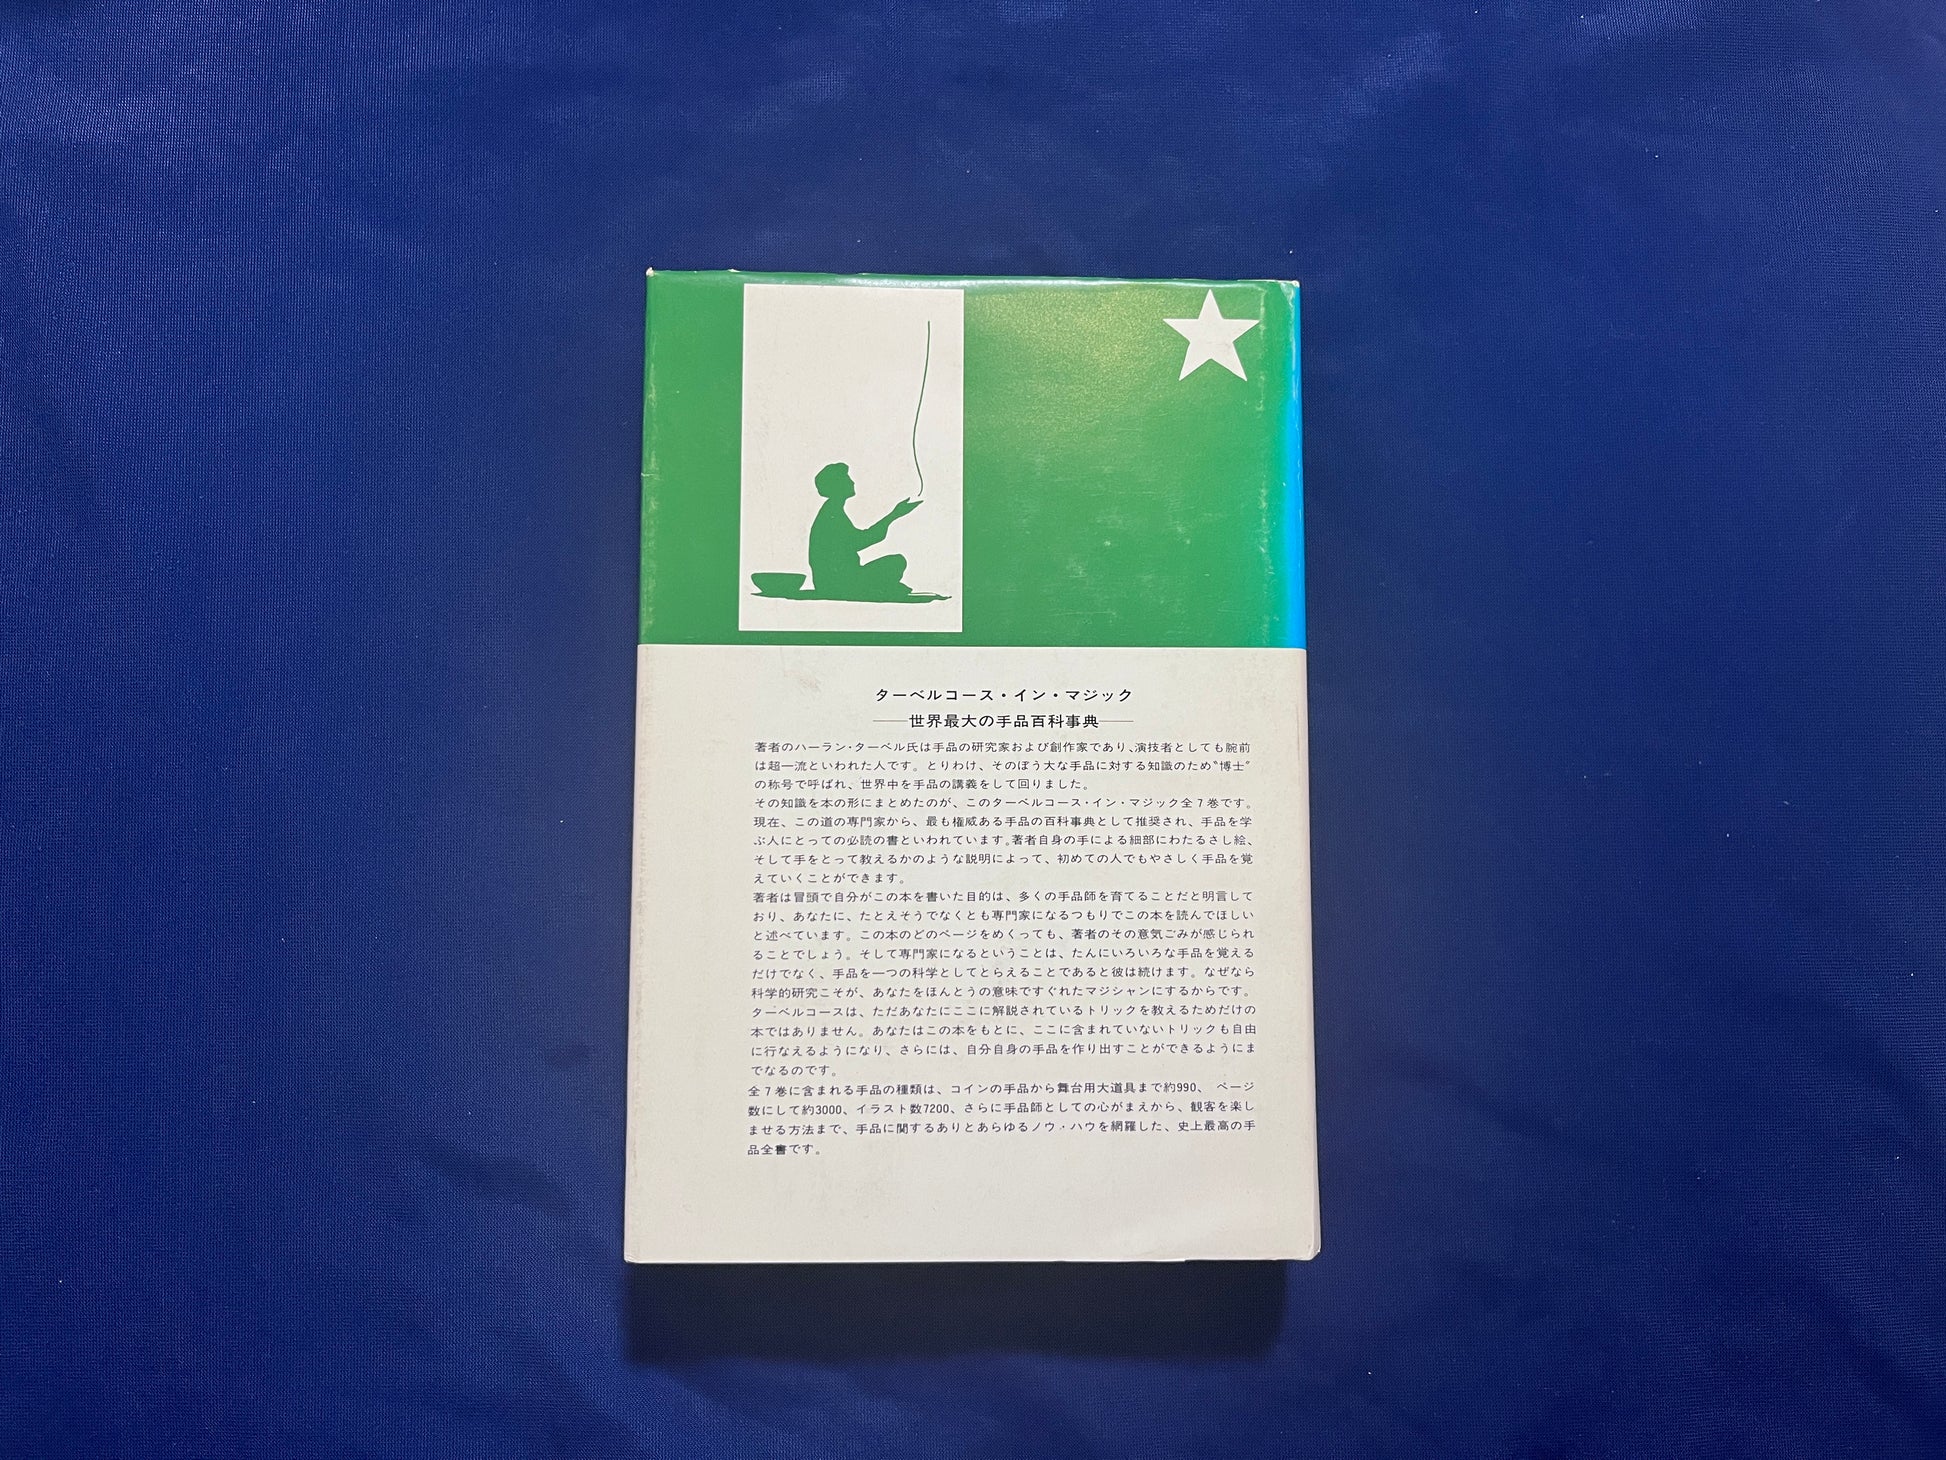 ターベルコース・イン・マジック
──世界最大の手品百科事典──
著者のハーラン・ターベル氏は手品の研究家および創作家であり、演技者としても腕前
は超一流といわれた人です。とりわけ、そのぼう大な手品に対する知識のため〝博士〟
の称号で呼ばれ、世界中を手品の講義をして回りました。
その知識を本の形にまとめたのが、このターベルコース・イン・マジック全7巻です。
現在、この道の専門家から、最も権威ある手品の百科事典として推奨され、手品を学
ぶ人にとっての必読の書といわれています。著者自身の手による細部にわたるさし絵、
そして手をとって教えるかのような説明によって、初めての人でもやさしく手品を覚
えていくことができます。
著者は冒頭で自分がこの本を書いた目的は、多くの手品師を育てることだと明言して
おり、あなたに、たとえそうでなくとも専門家になるつもりでこの本を読んでほしい
と述べています。この本のどのページをめくっても、著者のその意気ごみが感じられ
ることでしょう。そして専門家になるということは、たんにいろいろな手品を覚える
だけでなく、手品を一つの科学としてとらえることであると彼は続けます。なぜなら
科学的研究こそが、あなたをほんとうの意味ですぐれたマジシャンにするからです。
ターベルコースは、ただあなたにここに解説されているトリックを教えるためだけの
本ではありません。あなたはこの本をもとに、ここに含まれていないトリックも自由
に行なえるようになり、さらには、自分自身の手品を作り出すことができるようにま
でなるのです。
全7巻に含まれる手品の種類は、コインの手品から舞台用大道具まで約990、ページ
数にして約3000、イラスト数7200、さらに手品師としての心がまえから、観客を楽し
ませる方法まで、手品に関するありとあらゆるノウ・ハウを網羅した、史上最高の手
品全書です。